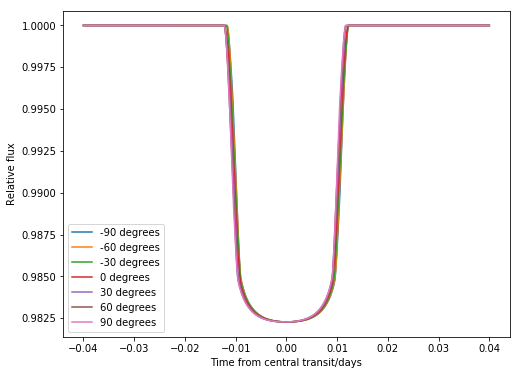 1.0000
0.9975
0.9950
0.9925
0.9900
0.9875
0.9850
0.9825
Relative flux
-90 degrees
-60 degrees
-30 degrees
0 degrees
30 degrees
60 degrees
90 degrees
−0.04 −0.03 −0.02 −0.01 0.00 0.01 0.02 0.03 0.04
Time from central transit/days